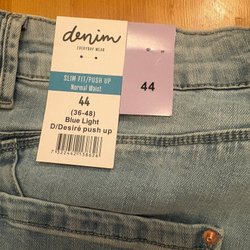 denim
EVERYDAY WEAR
SLIM FIT/PUSH UP
Normal Waist
44
(36-48)
Blue Light
D/Desiré push up
44